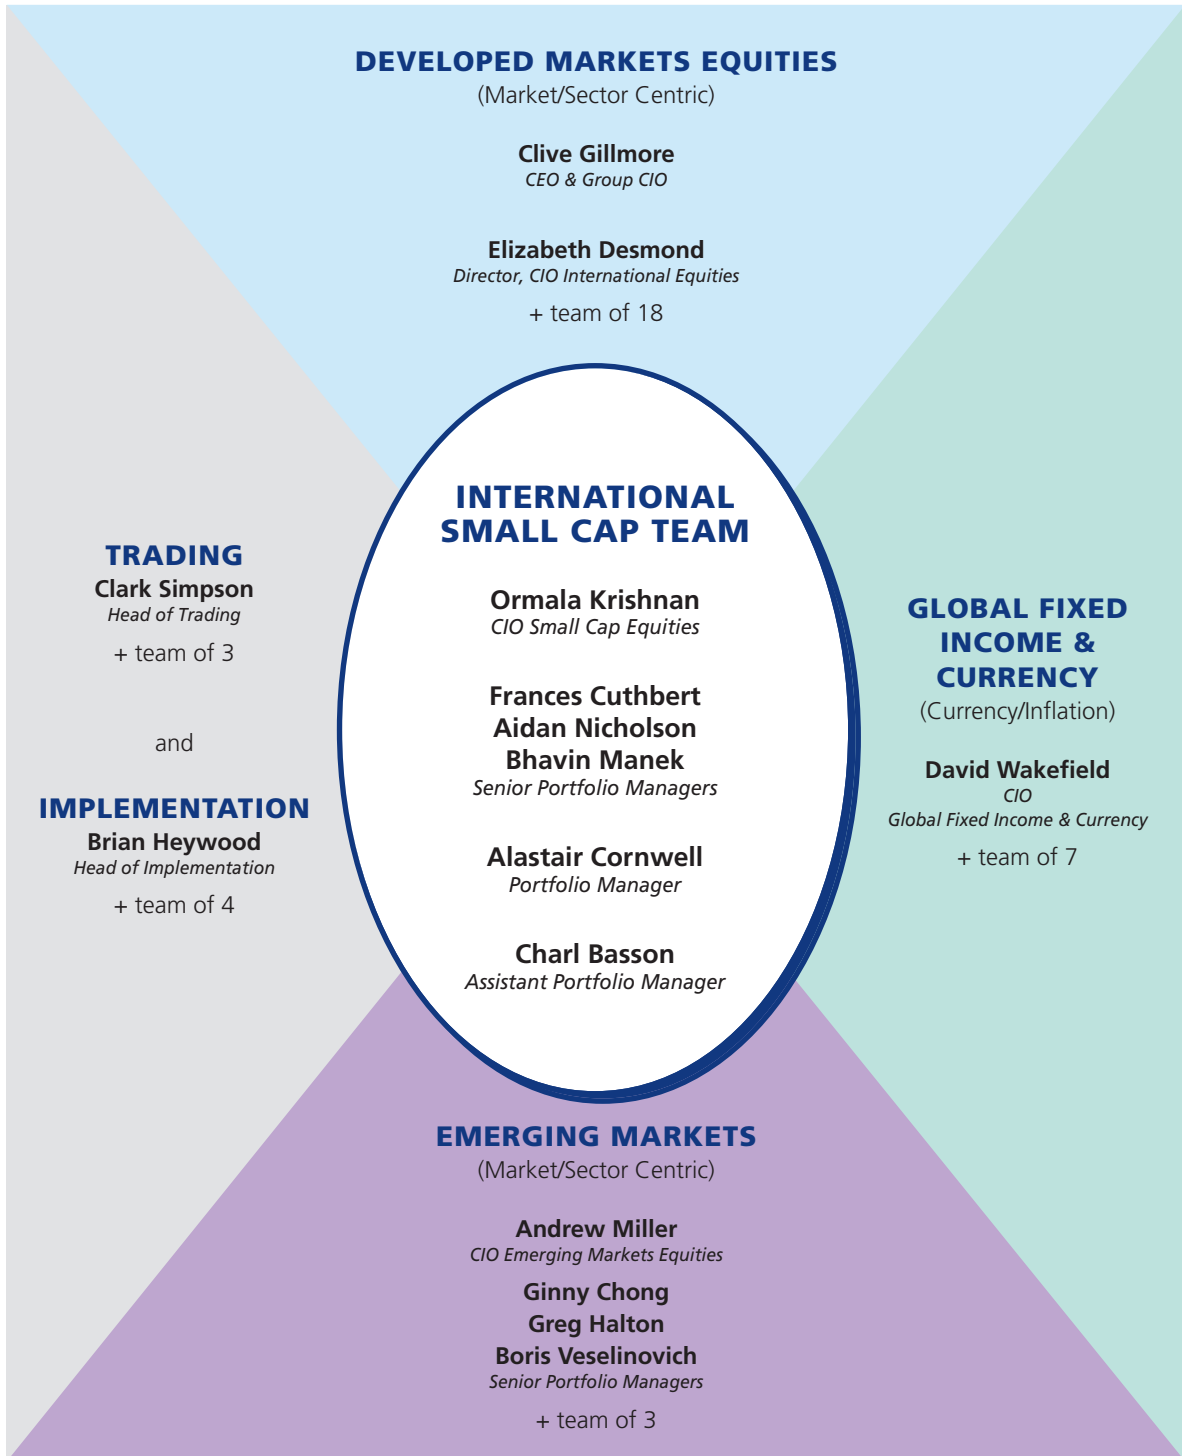 DEVELOPED MARKETS EQUITIES
(Market/Sector Centric)
Clive Gillmore
CEO & Group CIO
Elizabeth Desmond
Director, CIO International Equities
+ team of 18
TRADING
Clark Simpson
Head of Trading
+ team of 3
and
IMPLEMENTATION
Brian Heywood
Head of Implementation
+ team of 4
INTERNATIONAL
SMALL CAP TEAM
Ormala Krishnan
CIO Small Cap Equities
Frances Cuthbert
Aidan Nicholson
Bhavin Manek
Senior Portfolio Managers
Alastair Cornwell
Portfolio Manager
Charl Basson
Assistant Portfolio Manager
GLOBAL FIXED
INCOME &
CURRENCY
(Currency/Inflation)
David Wakefield
CIO
Global Fixed Income & Currency
+ team of 7
EMERGING MARKETS
(Market/Sector Centric)
Andrew Miller
CIO Emerging Markets Equities
Ginny Chong
Greg Halton
Boris Veselinovich
Senior Portfolio Managers
+ team of 3